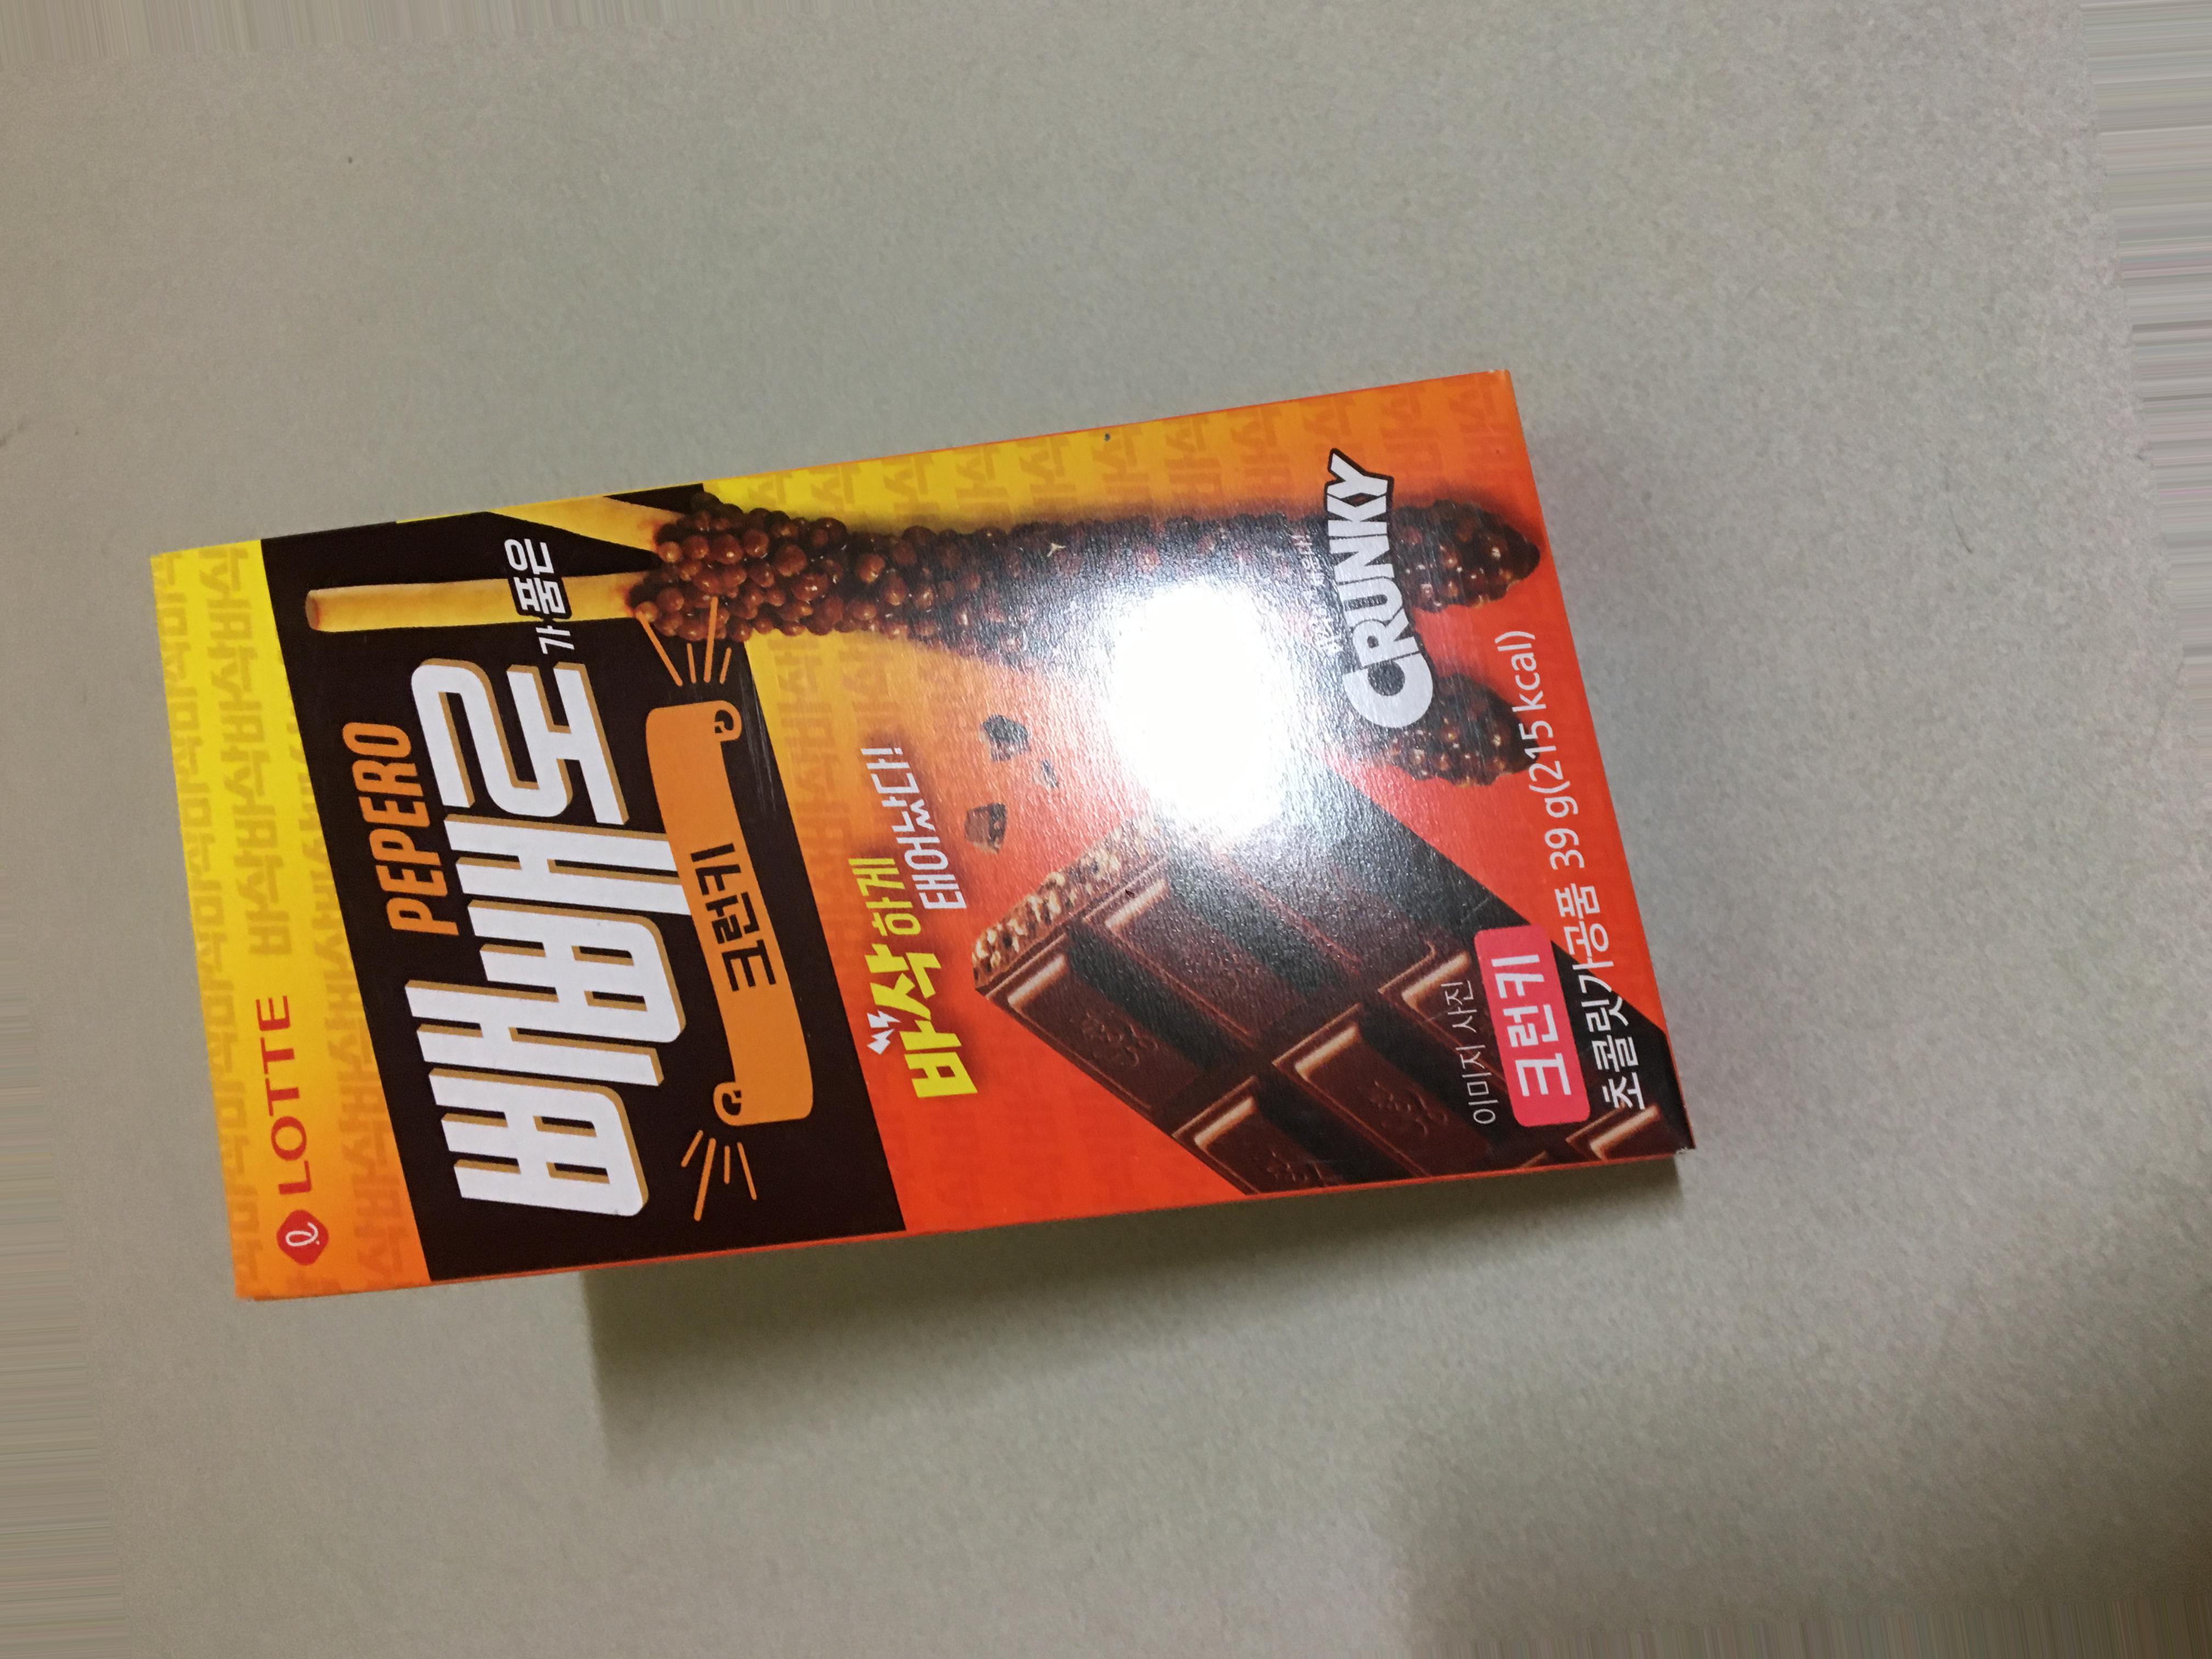 LOTTE
PEPERO
빼빼로가 품은
크런키
바삭하게
태어났다!
CRUNKY
이미지 사진
크런키
초콜릿가공품 39 g(215 kcal)